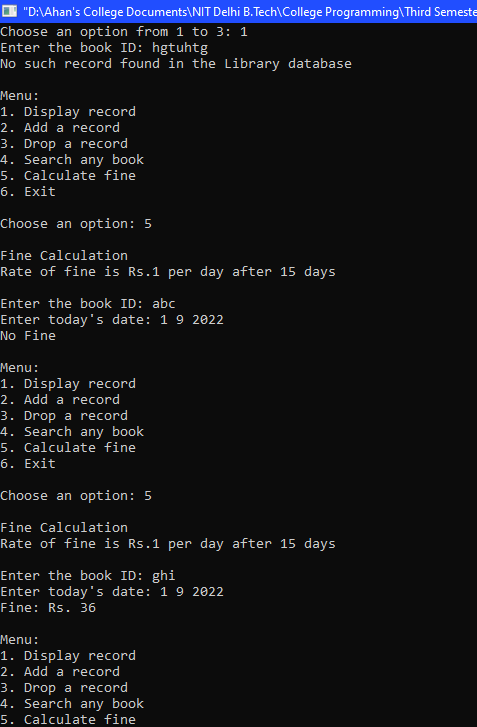 "D:\Ahan's College Documents\NIT Delhi B.Tech\College Programming\Third Semeste
Choose an option from 1 to 3: 1
Enter the book ID: hgtuhtg
No such record found in the Library database
Menu:
1. Display record
2. Add a record
3. Drop a record
4. Search any book
5. Calculate fine
6. Exit
Choose an option: 5
Fine Calculation
Rate of fine is Rs.1 per day after 15 days
Enter the book ID: abc
Enter today's date: 1 9 2022
No Fine
Menu:
1. Display record
2. Add a record
3. Drop a record
4. Search any book
5. Calculate fine
6. Exit
Choose an option: 5
Fine Calculation
Rate of fine is Rs.1 per day after 15 days
Enter the book ID: ghi
Enter today's date: 1 9 2022
Fine: Rs. 36
Menu:
1. Display record
2. Add a record
3. Drop a record
4. Search any book
5. Calculate fine